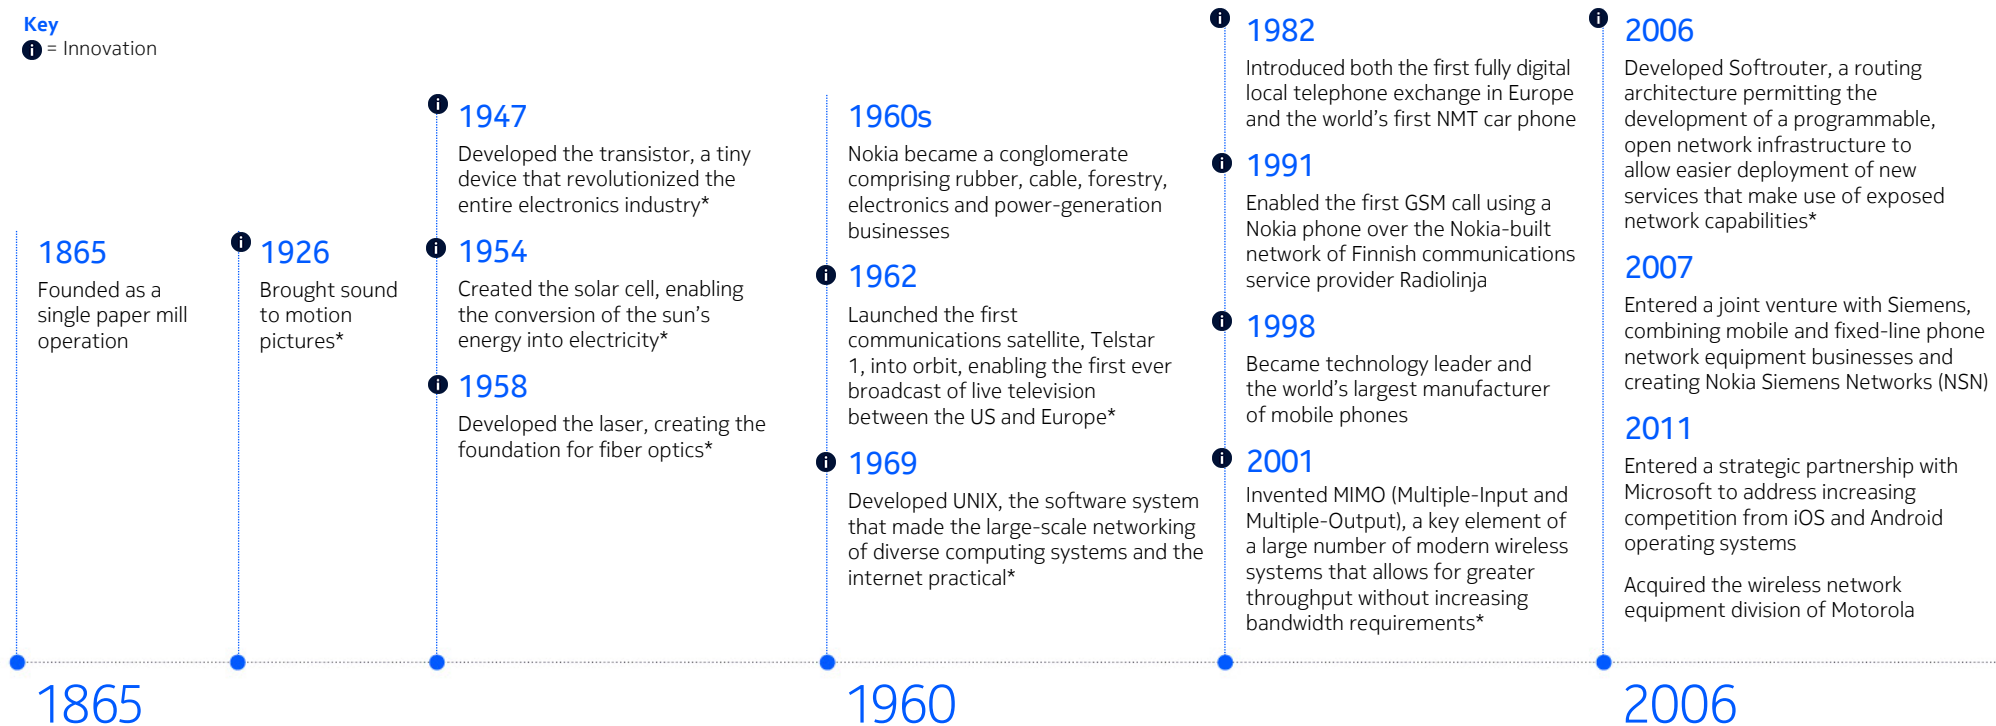 Key
i = Innovation
1865
Founded as a
single paper mill
operation
i 1926
Brought sound
to motion
pictures*
i 1947
Developed the transistor, a tiny
device that revolutionized the
entire electronics industry*
i 1954
Created the solar cell, enabling
the conversion of the sun's
energy into electricity*
i 1958
Developed the laser, creating the
foundation for fiber optics*
1960s
Nokia became a conglomerate
comprising rubber, cable, forestry,
electronics and power-generation
businesses
i 1962
Launched the first
communications satellite, Telstar
1, into orbit, enabling the first ever
broadcast of live television
between the US and Europe*
i 1969
Developed UNIX, the software system
that made the large-scale networking
of diverse computing systems and the
internet practical*
i 1982
Introduced both the first fully digital
local telephone exchange in Europe
and the world's first NMT car phone
i 1991
Enabled the first GSM call using a
Nokia phone over the Nokia-built
network of Finnish communications
service provider Radiolinja
i 1998
Became technology leader and
the world's largest manufacturer
of mobile phones
i 2001
Invented MIMO (Multiple-Input and
Multiple-Output), a key element of
a large number of modern wireless
systems that allows for greater
throughput without increasing
bandwidth requirements*
i 2006
Developed Softrouter, a routing
architecture permitting the
development of a programmable,
open network infrastructure to
allow easier deployment of new
services that make use of exposed
network capabilities*
2007
Entered a joint venture with Siemens,
combining mobile and fixed-line phone
network equipment businesses and
creating Nokia Siemens Networks (NSN)
2011
Entered a strategic partnership with
Microsoft to address increasing
competition from iOS and Android
operating systems
Acquired the wireless network
equipment division of Motorola
1865
1960
2006